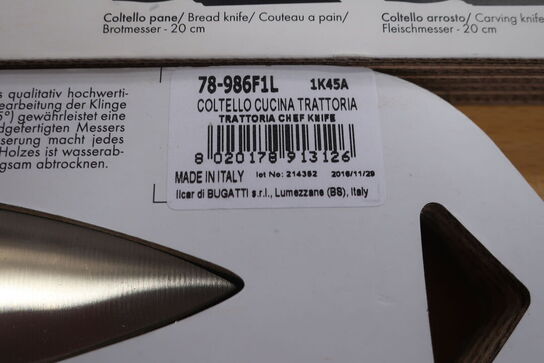 Coltello pane/ Bread knife/ Couteau a pain/
Brotmesser - 20 cm
Coltello arrosto/ Carving knife
Fleischmesser - 20 cm
s qualitativ hochwerti-
earbeitung der Klinge
5°) gewährleistet eine
dgefertigten Messers
sserung macht jedes
Holzes ist wasserab-
gsam abtrocknen.
78-986F1L 1K45A
COLTELLO CUCINA TRATTORIA
TRATTORIA CHEF KNIFE
8 020178 913126
MADE IN ITALY lot No: 214362 2016/11/29
Ilcar di BUGATTI s.r.l., Lumezzane (BS), Italy